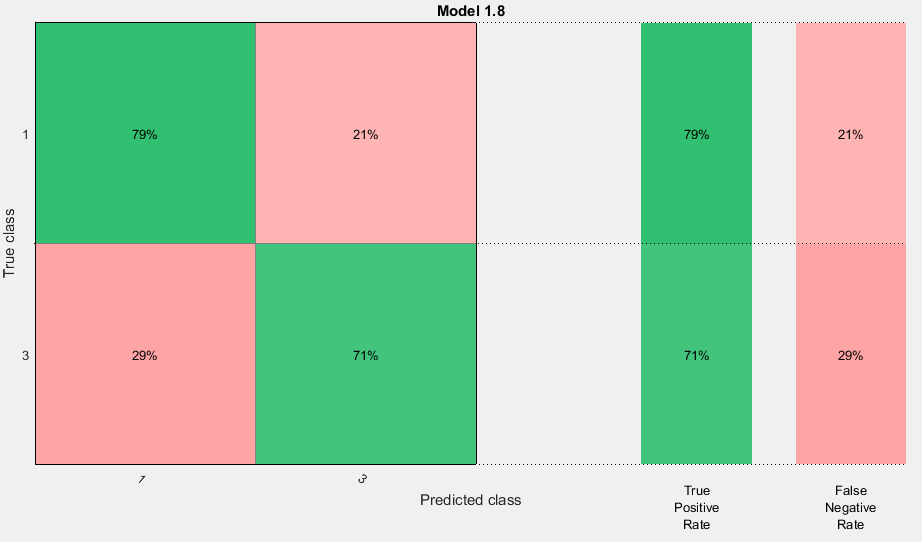 Model 1.8
1
79%
21%
79%
21%
True class
3
29%
71%
71%
29%
1
3
Predicted class
True
Positive
Rate
False
Negative
Rate